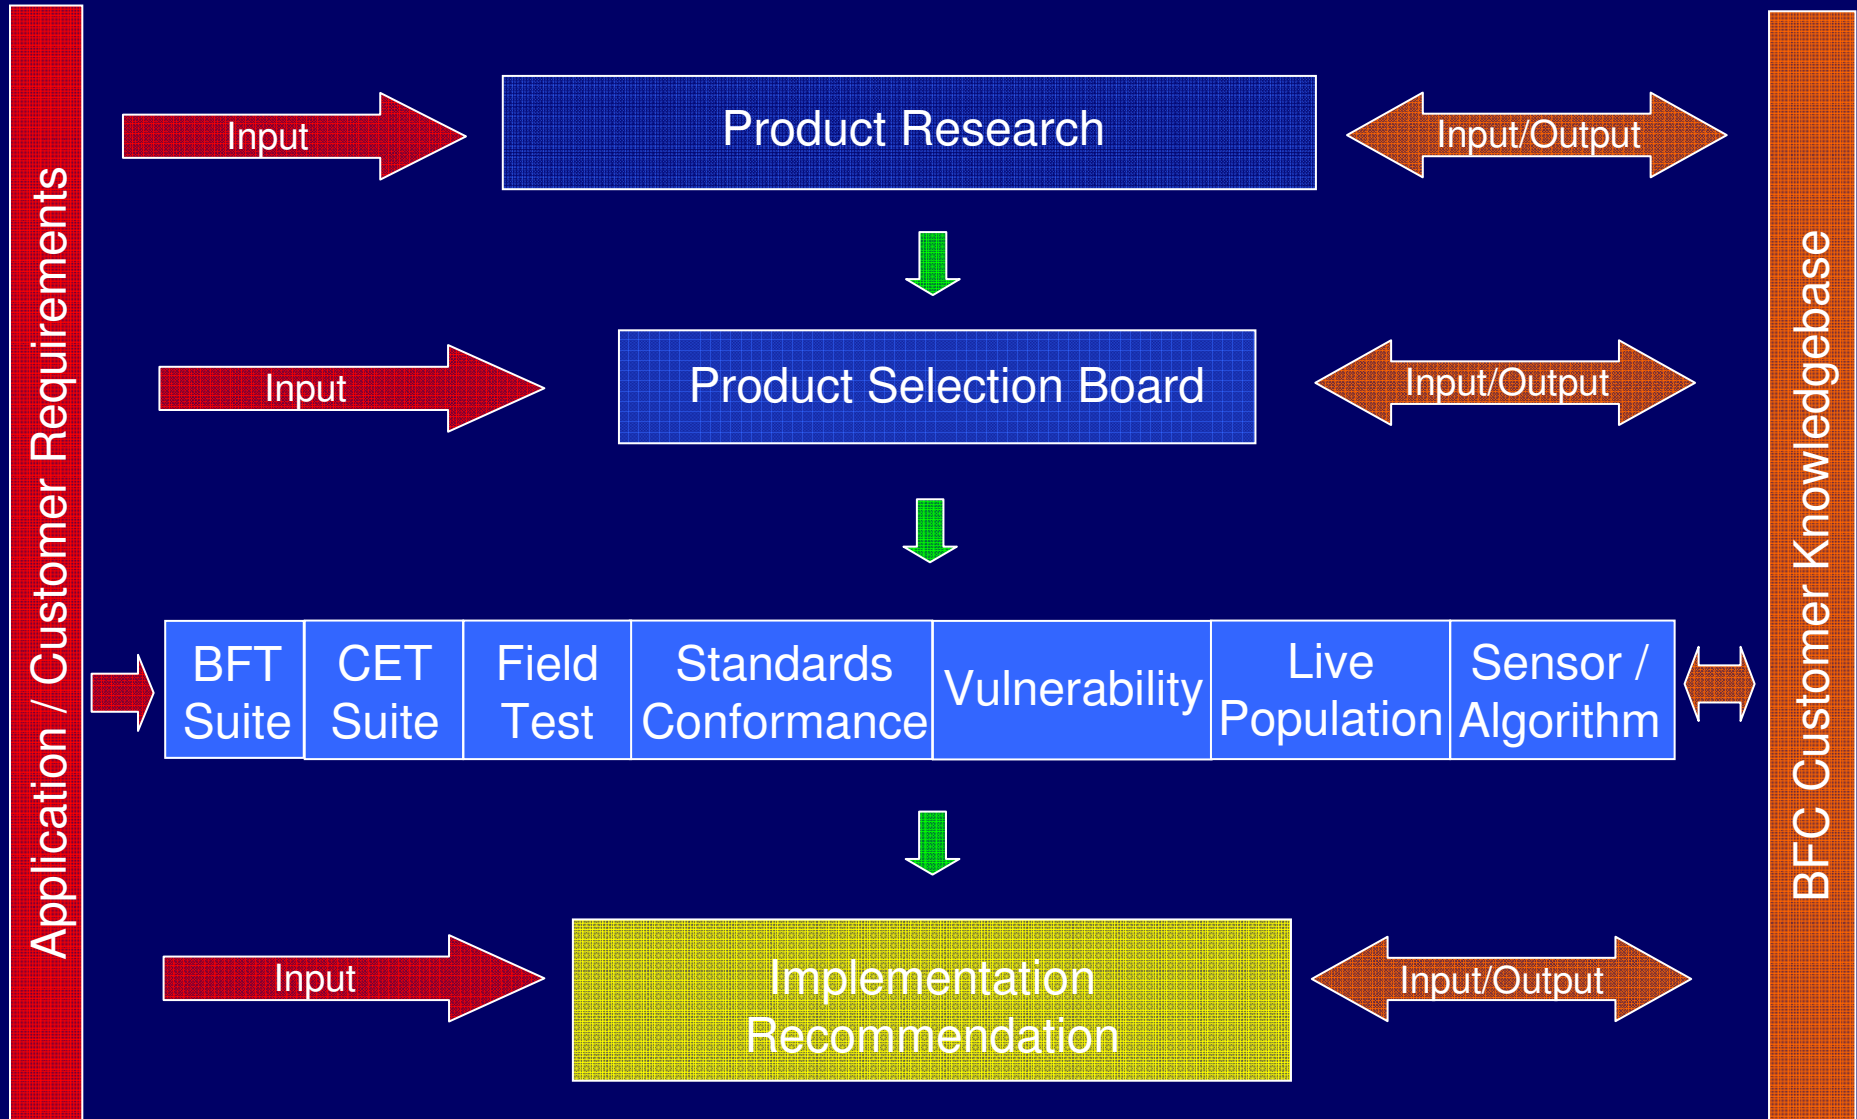 Application / Customer Requirements
Input
Product Research
Input/Output
Input
Product Selection Board
Input/Output
BFT
Suite
CET
Suite
Field
Test
Standards
Conformance
Vulnerability
Live
Population
Sensor /
Algorithm
Input
Implementation
Recommendation
Input/Output
BFC Customer Knowledgebase